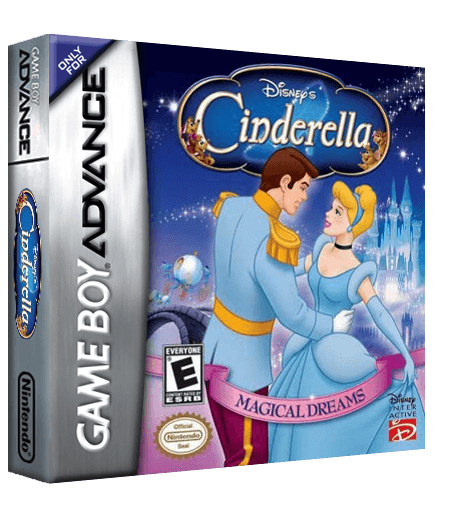 GAME BOY
ADVANCE
Disney's
Cinderella
Nintendo
ONLY
FOR
GAME BOY ADVANCE
Disney's
Cinderella
EVERYONE
E
CONTENT RATED BY
ESRB
Official
Nintendo
Seal
MAGICAL DREAMS
Disney
INTER
ACTIVE
D